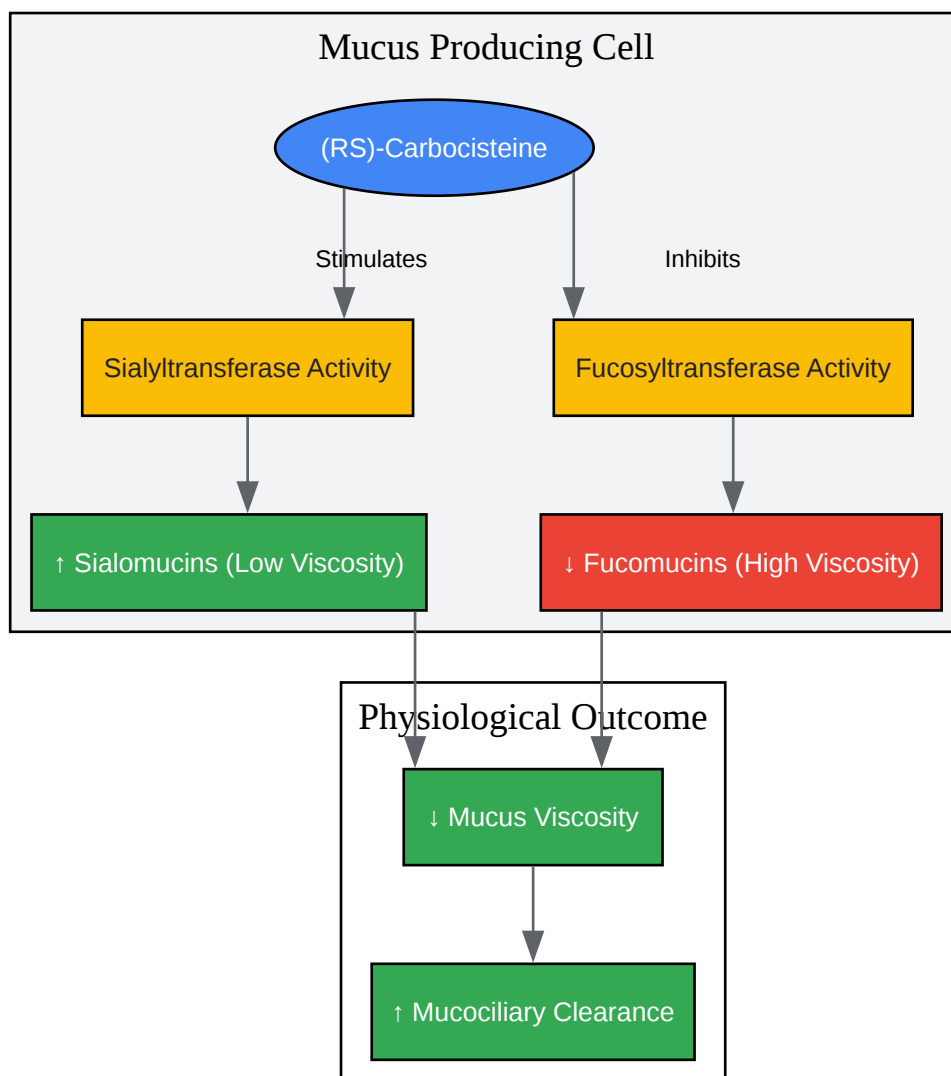 Mucus Producing Cell
(RS)-Carbocisteine
Stimulates
Inhibits
Sialyltransferase Activity
Fucosyltransferase Activity
↑ Sialomucins (Low Viscosity)
↓ Fucomucins (High Viscosity)
Physiological Outcome
↓ Mucus Viscosity
↑ Mucociliary Clearance